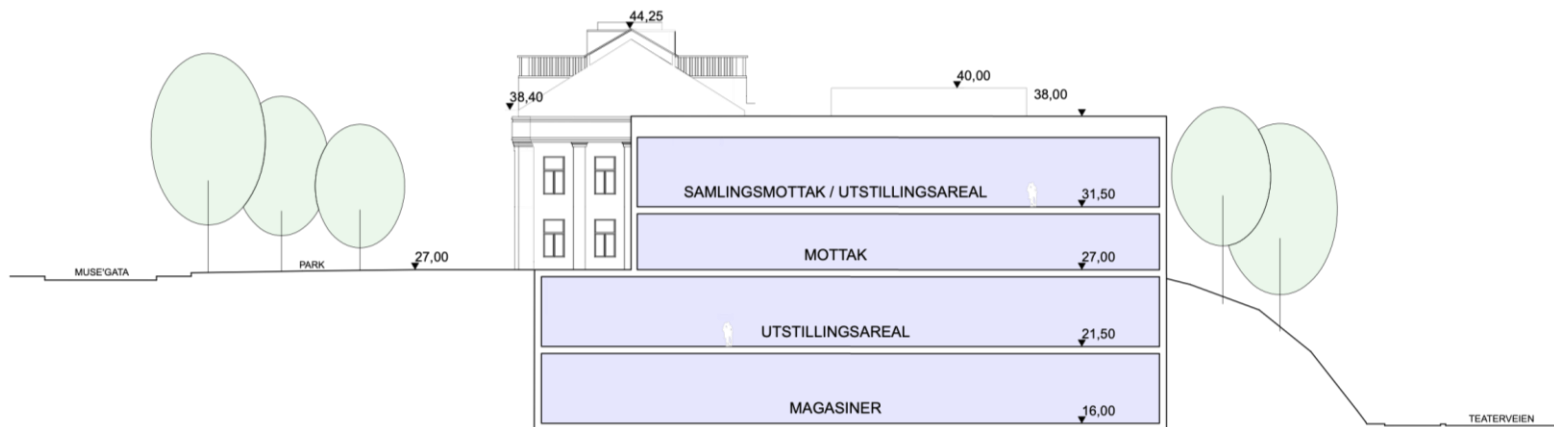 44,25
40,00
38,40
38,00
SAMLINGSMOTTAK / UTSTILLINGSAREAL
31,50
27,00
MOTTAK
27,00
PARK
MUSE'GATA
UTSTILLINGSAREAL
21,50
MAGASINER
16,00
TEATERVEIEN